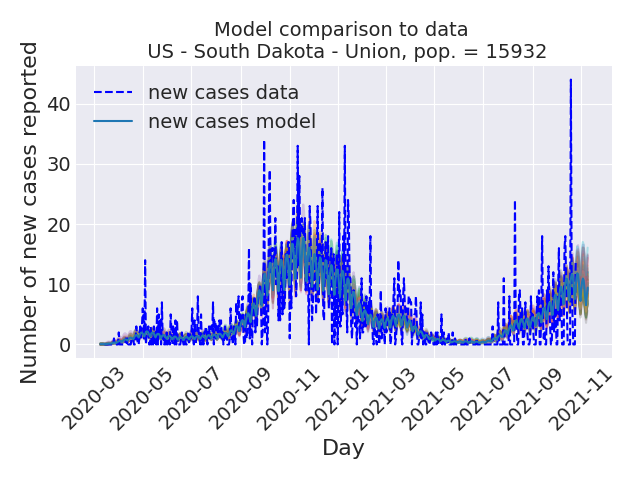 Model comparison to data
US - South Dakota - Union, pop. = 15932
Number of new cases reported
new cases data
new cases model
40
30
20
10
0
2020-03
2020-05
2020-07
2020-09
2020-11
2021-01
2021-03
2021-05
2021-07
2021-09
2021-11
Day